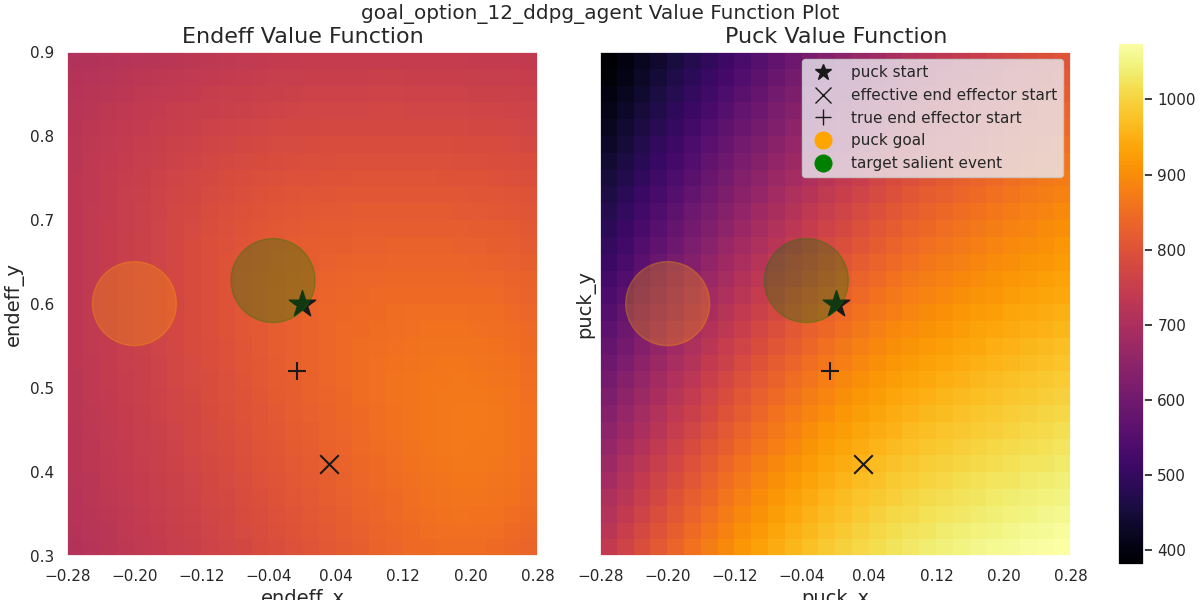 goal_option_12_ddpg_agent Value Function Plot
Endeff Value Function
Puck Value Function
0.9
0.8
0.7
0.6
0.5
0.4
0.3
endeff_y
−0.28 −0.20 −0.12 −0.04 0.04 0.12 0.20 0.28
endeff_x
puck_y
puck start
effective end effector start
true end effector start
puck goal
target salient event
−0.28 −0.20 −0.12 −0.04 0.04 0.12 0.20 0.28
puck_x
1000
900
800
700
600
500
400